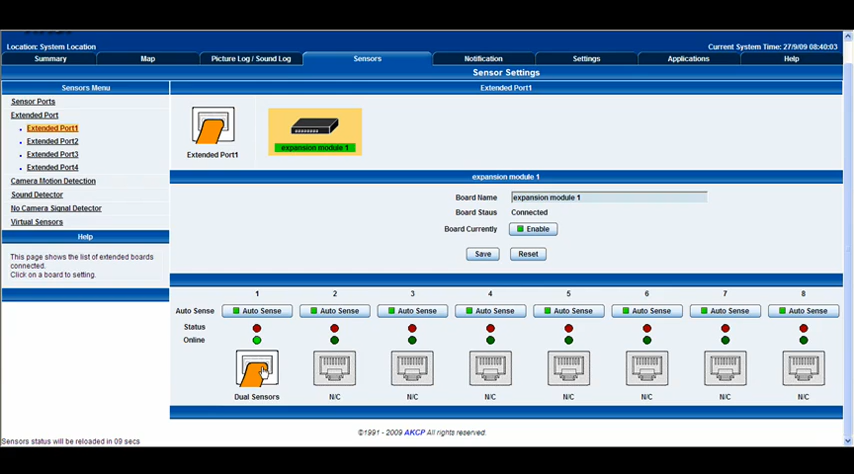 Location: System Location
Current System Time: 27/9/09 08:40:03
Summary Map Picture Log / Sound Log Sensors Notification Settings Applications Help
Sensor Settings
Sensors Menu
Sensor Ports
Extended Port
Extended Port1
Extended Port2
Extended Port3
Extended Port4
Camera Motion Detection
Sound Detector
No Camera Signal Detector
Virtual Sensors
Help
This page shows the list of extended boards
connected.
Click on a board to setting.
Extended Port1
Extended Port1
expansion module 1
expansion module 1
Board Name expansion module 1
Board Staus Connected
Board Currently Enable
Save Reset
1 2 3 4 5 6 7 8
Auto Sense Auto Sense Auto Sense Auto Sense Auto Sense Auto Sense Auto Sense Auto Sense Auto Sense
Status
Online
Dual Sensors N/C N/C N/C N/C N/C N/C N/C
©1991 - 2009 AKCP All rights reserved.
Sensors status will be reloaded in 09 secs